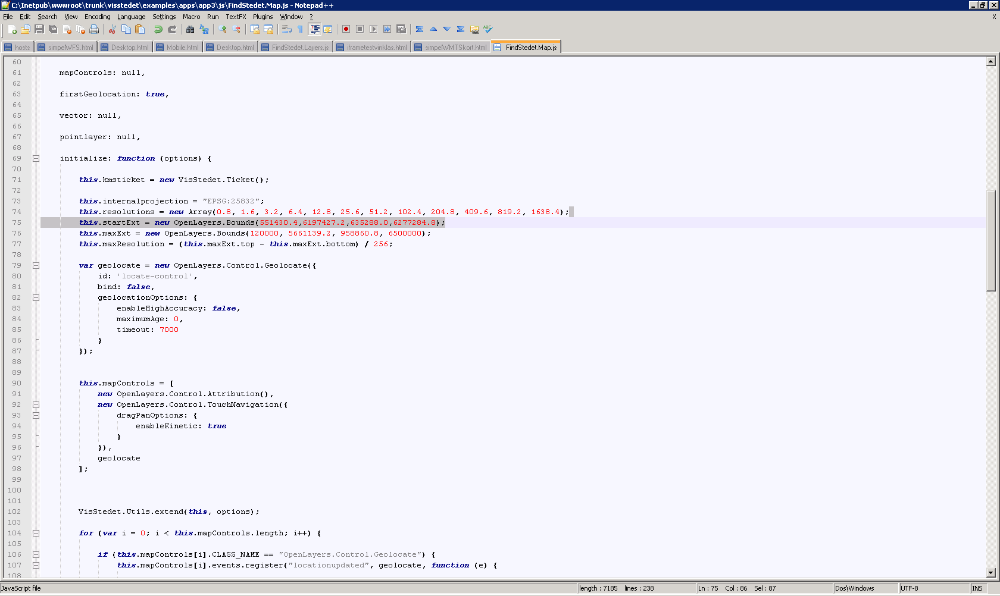 C:\Inetpub\wwwroot\trunk\visstedet\examples\apps\app3\js\FindStedet.Map.js - Notepad++
File Edit Search View Encoding Language Settings Macro Run TextFX Plugins Window ? X
hosts simpelWFS.html Desktop.html Mobile.html Desktop.html FindStedet.Layers.js iframetestvinklas.html simpelWMTSkort.html FindStedet.Map.js
60
61 mapControls: null,
62
63 firstGeolocation: true,
64
65 vector: null,
66
67 pointlayer: null,
68
69 initialize: function (options) {
70
71 this.kmsticket = new VisStedet.Ticket();
72
73 this.internalprojection = "EPSG:25832";
74 this.resolutions = new Array(0.8, 1.6, 3.2, 6.4, 12.8, 25.6, 51.2, 102.4, 204.8, 409.6, 819.2, 1638.4);
75 this.startExt = new OpenLayers.Bounds(551430.4,6197427.2,635288.0,6277284.8);
76 this.maxExt = new OpenLayers.Bounds(120000, 5661139.2, 958860.8, 6500000);
77 this.maxResolution = (this.maxExt.top - this.maxExt.bottom) / 256;
78
79 var geolocate = new OpenLayers.Control.Geolocate({
80 id: 'locate-control',
81 bind: false,
82 geolocationOptions: {
83 enableHighAccuracy: false,
84 maximumAge: 0,
85 timeout: 7000
86 }
87 });
88
89
90 this.mapControls = [
91 new OpenLayers.Control.Attribution(),
92 new OpenLayers.Control.TouchNavigation({
93 dragPanOptions: {
94 enableKinetic: true
95 }
96 }),
97 geolocate
98 ];
99
100
101
102 VisStedet.Utils.extend(this, options);
103
104 for (var i = 0; i < this.mapControls.length; i++) {
105
106 if (this.mapControls[i].CLASS_NAME == "OpenLayers.Control.Geolocate") {
107 this.mapControls[i].events.register("locationupdated", geolocate, function (e) {
108
JavaScript file length : 7185 lines : 238 Ln : 75 Col : 86 Sel : 87 Dos\Windows UTF-8 INS